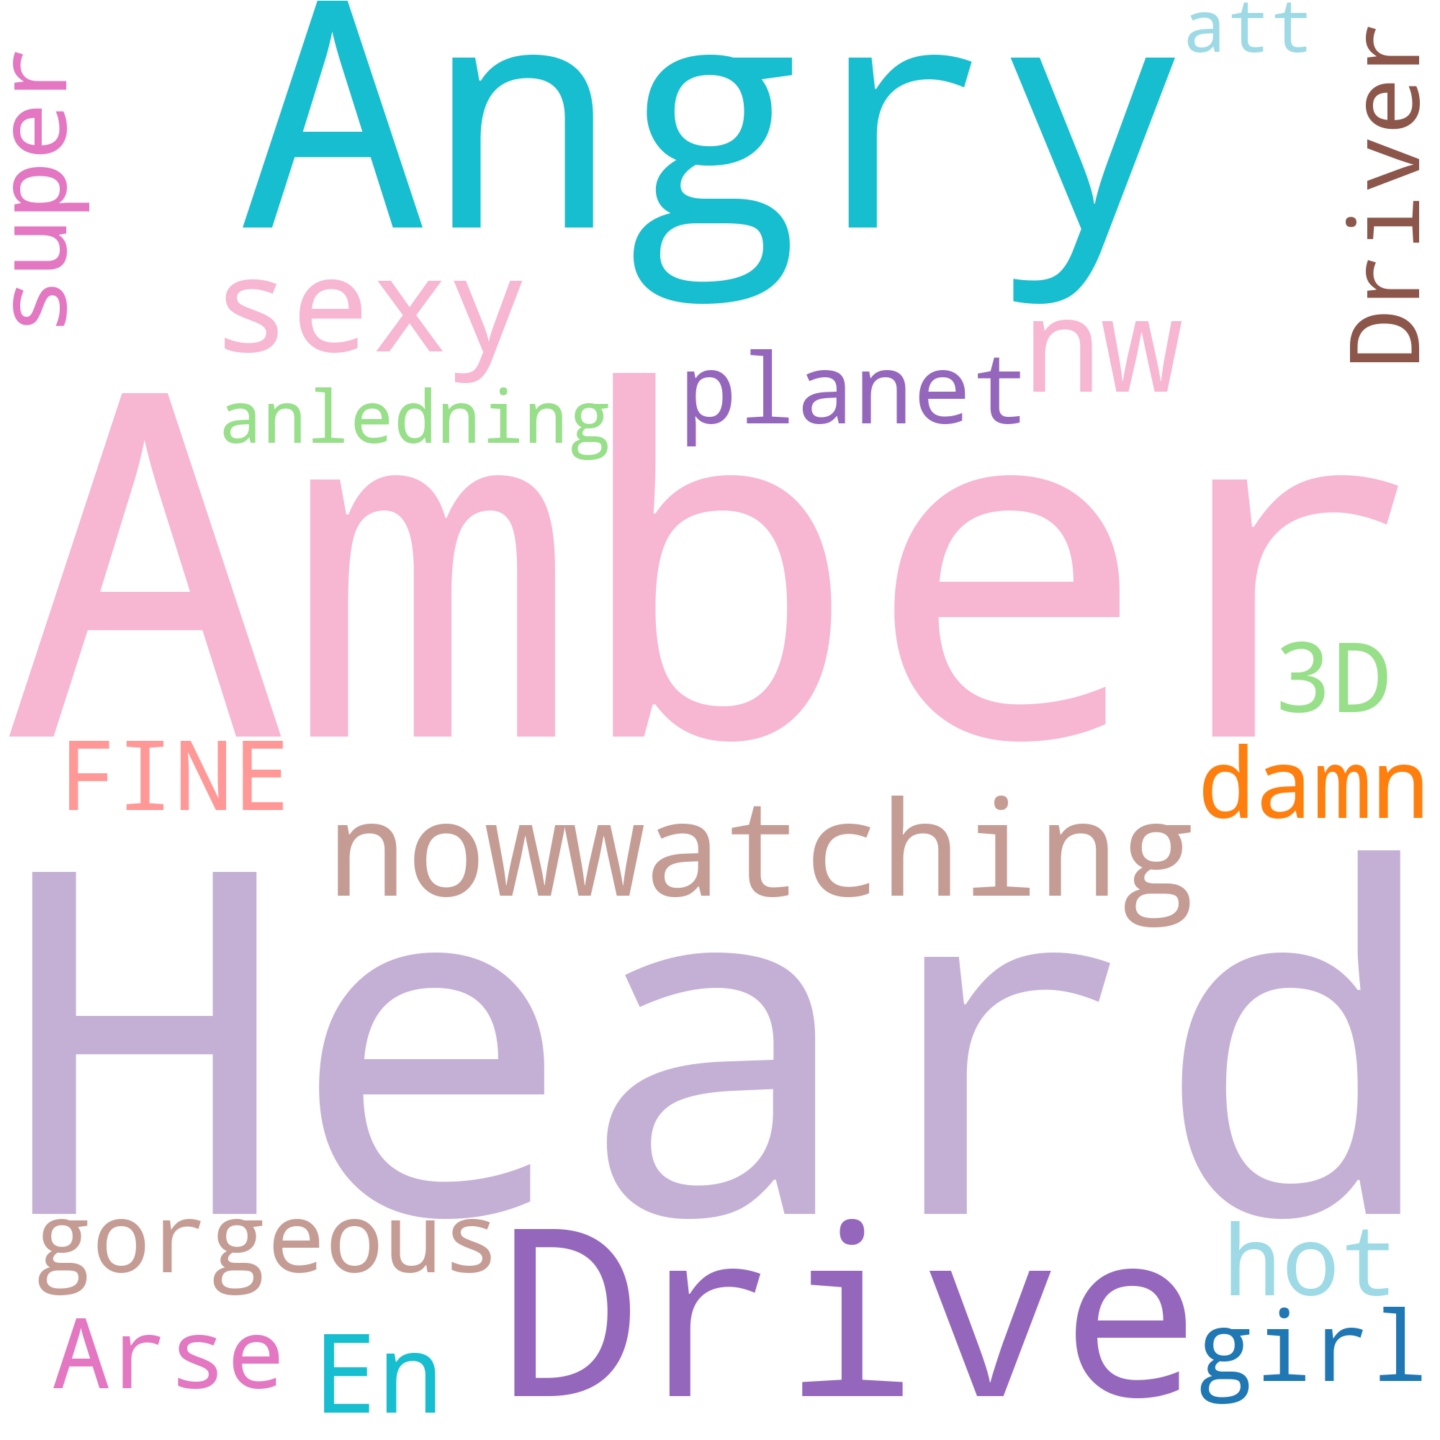 Angry
att
super
Driver
sexy
nw
planet
anledning
Amber
3D
FINE
damn
nowwatching
Heard
gorgeous
Drive
hot
girl
Arse
En